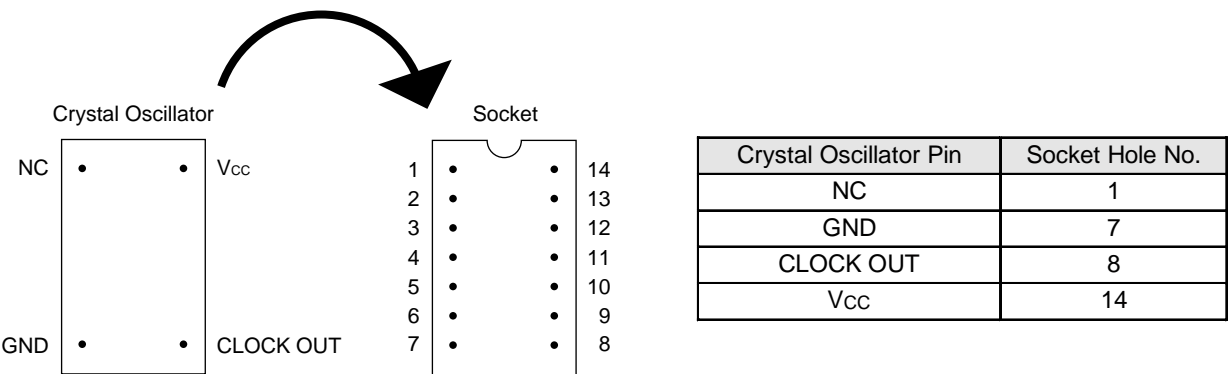 Crystal Oscillator
NC
VCC
GND
CLOCK OUT
Socket
1 14
2 13
3 12
4 11
5 10
6 9
7 8
Crystal Oscillator Pin Socket Hole No.
NC 1
GND 7
CLOCK OUT 8
VCC 14